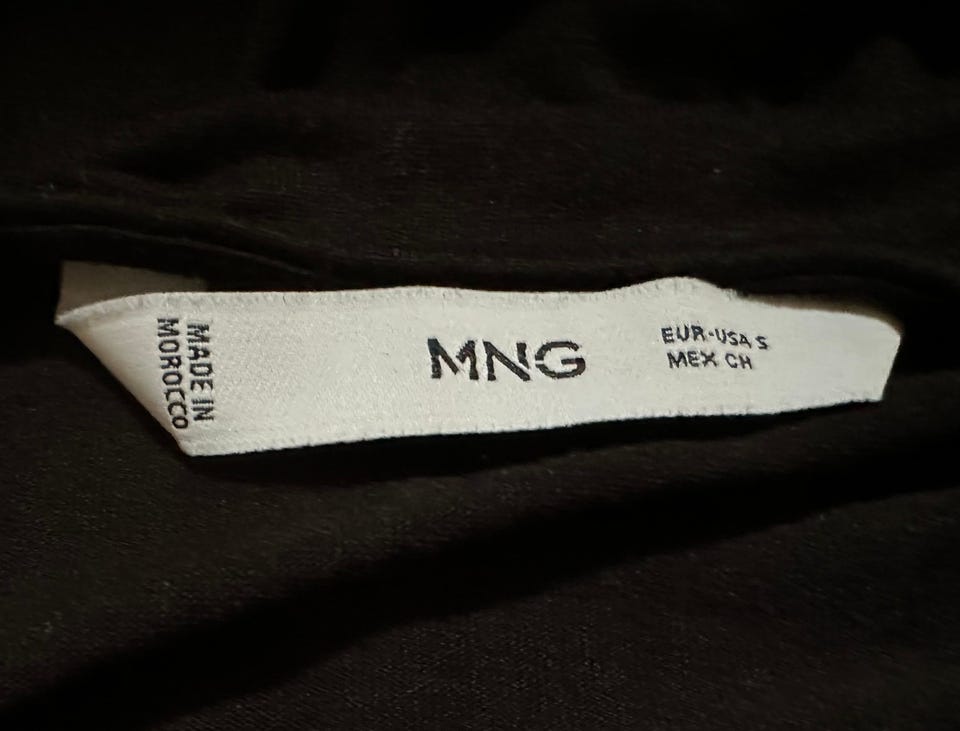 MADE IN
MOROCCO
MNG
EUR-USA S
MEX CH